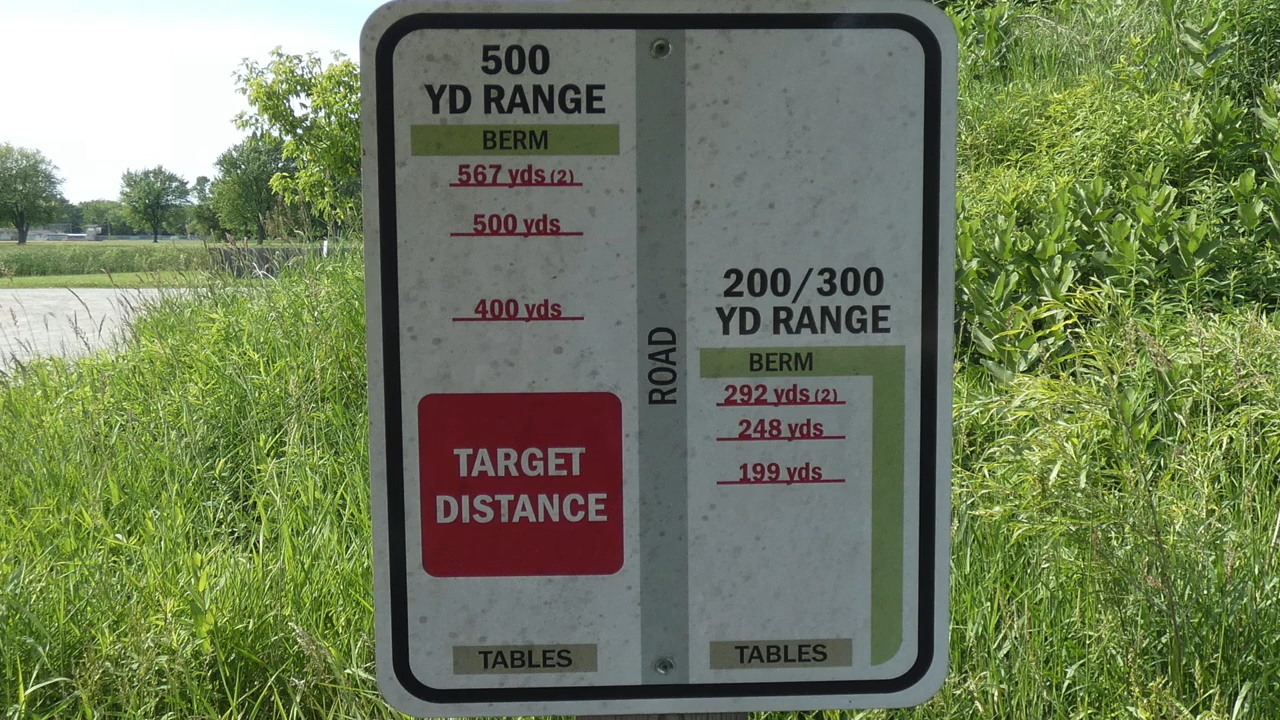 500
YD RANGE
BERM
567 yds (2)
500 yds
400 yds
TARGET
DISTANCE
TABLES
ROAD
200/300
YD RANGE
BERM
292 yds (2)
248 yds
199 yds
TABLES